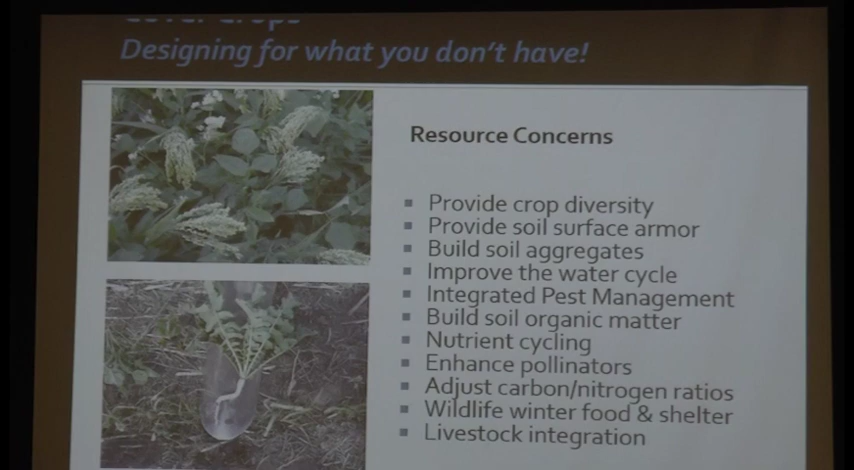 Cover Crops
Designing for what you don't have!
Resource Concerns
Provide crop diversity
Provide soil surface armor
Build soil aggregates
Improve the water cycle
Integrated Pest Management
Build soil organic matter
Nutrient cycling
Enhance pollinators
Adjust carbon/nitrogen ratios
Wildlife winter food & shelter
Livestock integration